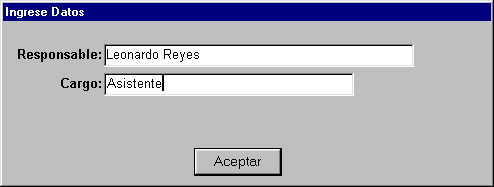 Ingrese Datos
Responsable: Leonardo Reyes
Cargo: Asistente
Aceptar